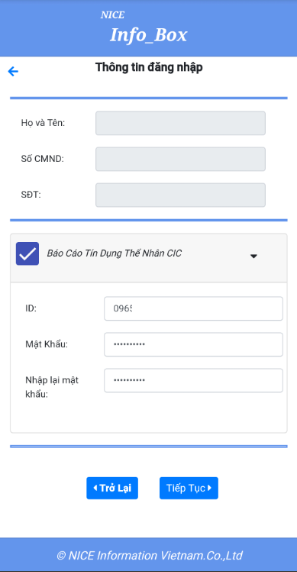 NICE
Info_Box
Thông tin đăng nhập
Họ và Tên:
Số CMND:
SĐT:
Báo Cáo Tín Dụng Thể Nhân CIC
ID:
096
Mật Khẩu:
••••••••••
Nhập lại mật
khẩu:
••••••••••
Trở Lại
Tiếp Tục
© NICE Information Vietnam.Co.,Ltd